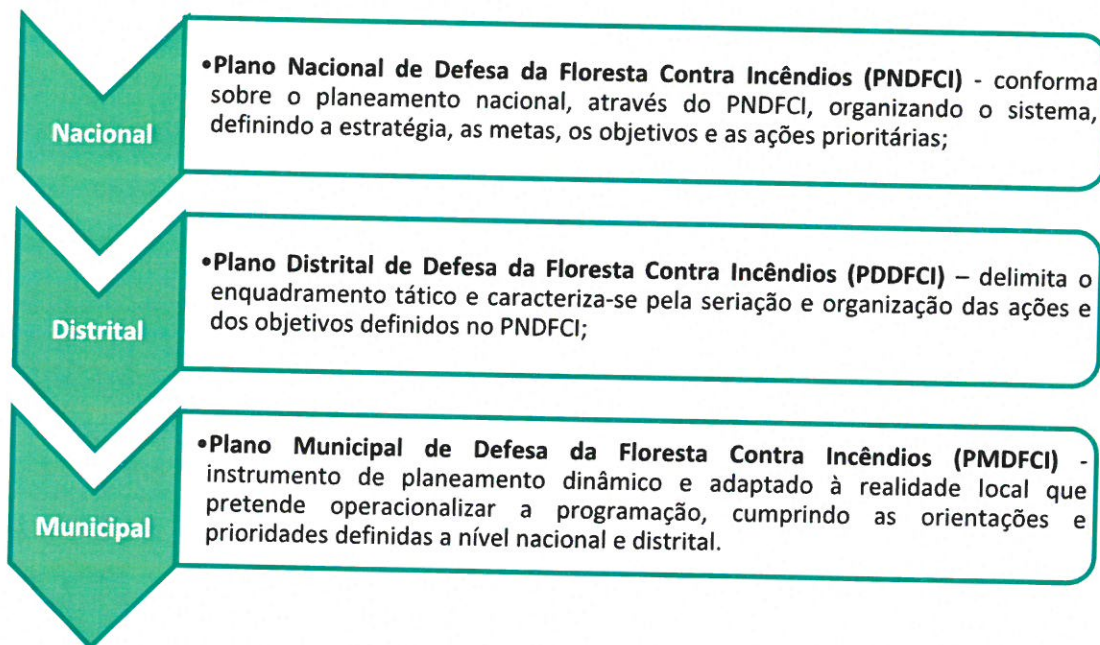 Nacional
•Plano Nacional de Defesa da Floresta Contra Incêndios (PNDFCI) - conforma
sobre o planeamento nacional, através do PNDFCI, organizando o sistema,
definindo a estratégia, as metas, os objetivos e as ações prioritárias;
Distrital
•Plano Distrital de Defesa da Floresta Contra Incêndios (PDDFCI) – delimita o
enquadramento tático e caracteriza-se pela seriação e organização das ações e
dos objetivos definidos no PNDFCI;
Municipal
•Plano Municipal de Defesa da Floresta Contra Incêndios (PMDFCI) -
instrumento de planeamento dinâmico e adaptado à realidade local que
pretende operacionalizar a programação, cumprindo as orientações e
prioridades definidas a nível nacional e distrital.